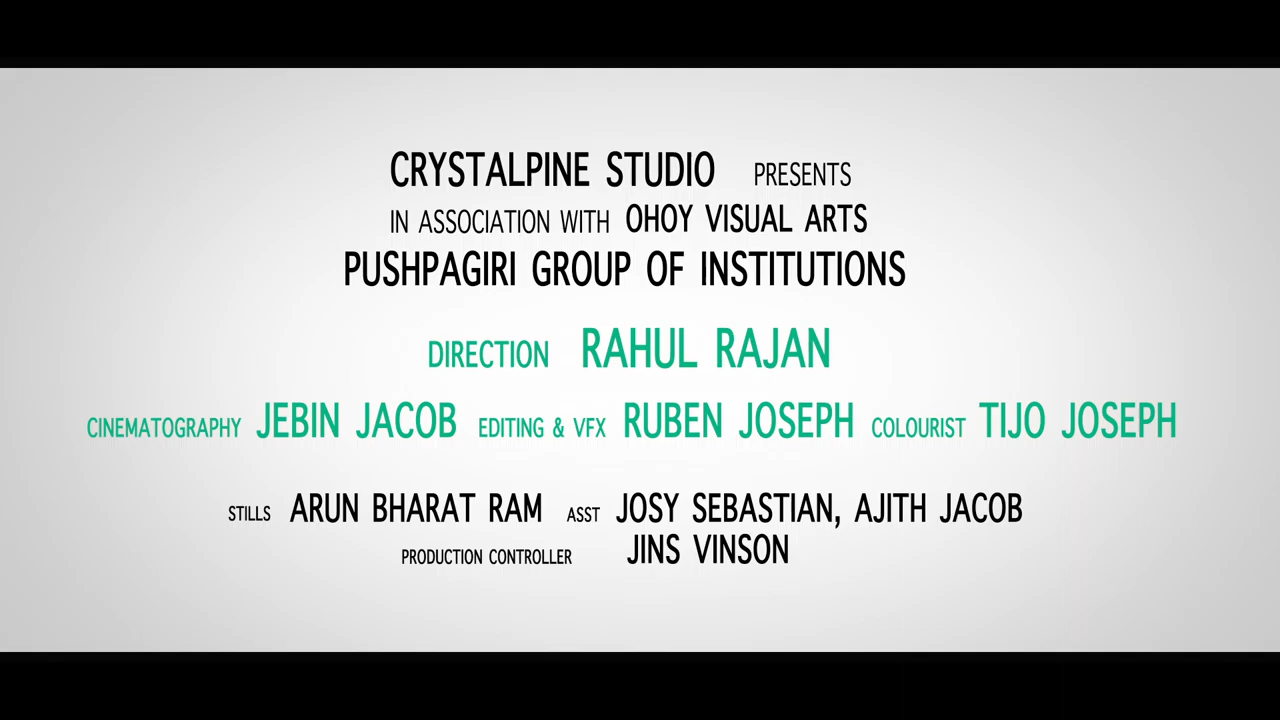 CRYSTALPINE STUDIO PRESENTS
IN ASSOCIATION WITH OHOY VISUAL ARTS
PUSHPAGIRI GROUP OF INSTITUTIONS
DIRECTION RAHUL RAJAN
CINEMATOGRAPHY JEBIN JACOB EDITING & VFX RUBEN JOSEPH COLOURIST TIJO JOSEPH
STILLS ARUN BHARAT RAM ASST JOSY SEBASTIAN, AJITH JACOB
PRODUCTION CONTROLLER JINS VINSON